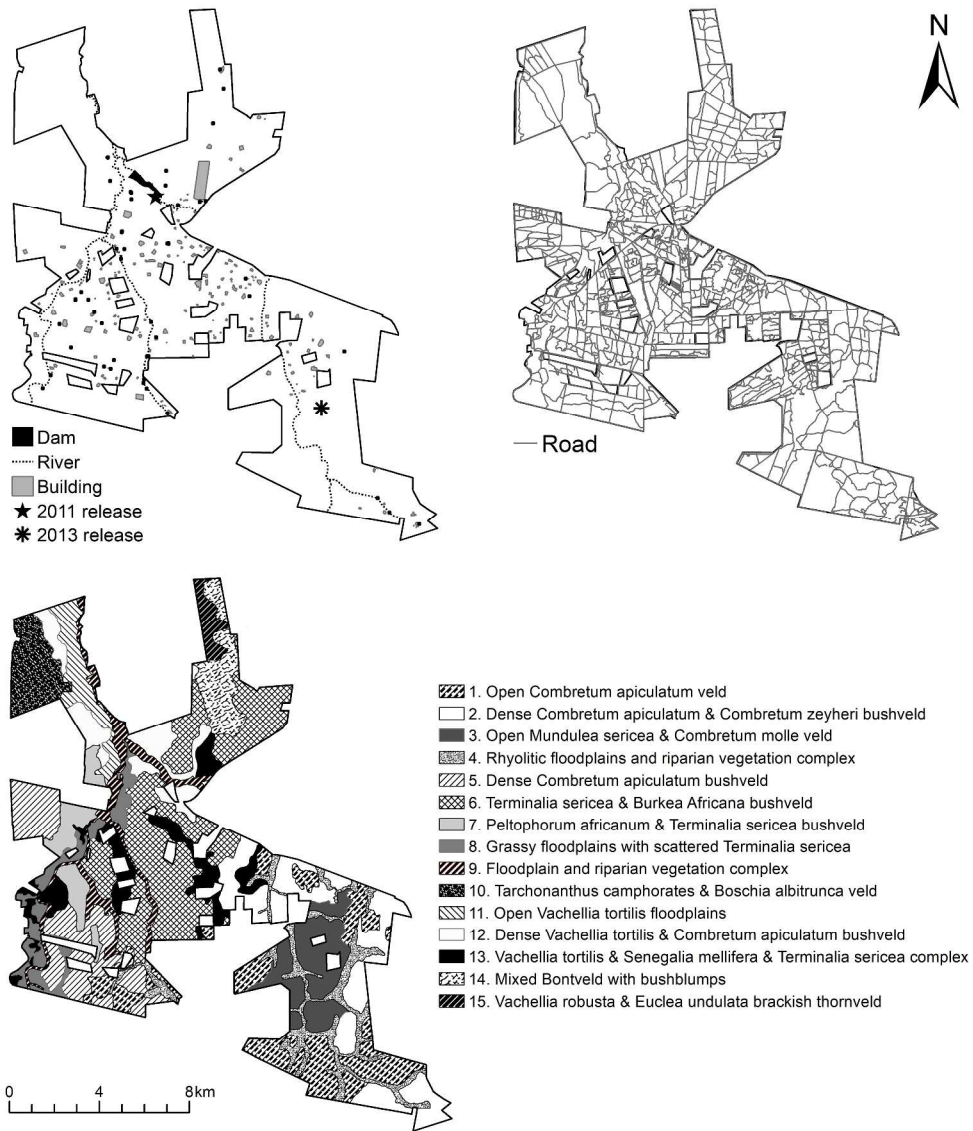 N
Dam
River
Building
2011 release
2013 release
Road
1. Open Combretum apiculatum veld
2. Dense Combretum apiculatum & Combretum zeyheri bushveld
3. Open Mundulea sericea & Combretum molle veld
4. Rhyolitic floodplains and riparian vegetation complex
5. Dense Combretum apiculatum bushveld
6. Terminalia sericea & Burkea Africana bushveld
7. Peltophorum africanum & Terminalia sericea bushveld
8. Grassy floodplains with scattered Terminalia sericea
9. Floodplain and riparian vegetation complex
10. Tarchonanthus camphorates & Boschia albitrunca veld
11. Open Vachellia tortilis floodplains
12. Dense Vachellia tortilis & Combretum apiculatum bushveld
13. Vachellia tortilis & Senegalia mellifera & Terminalia sericea complex
14. Mixed Bontveld with bushblumps
15. Vachellia robusta & Euclea undulata brackish thornveld
0 4 8km